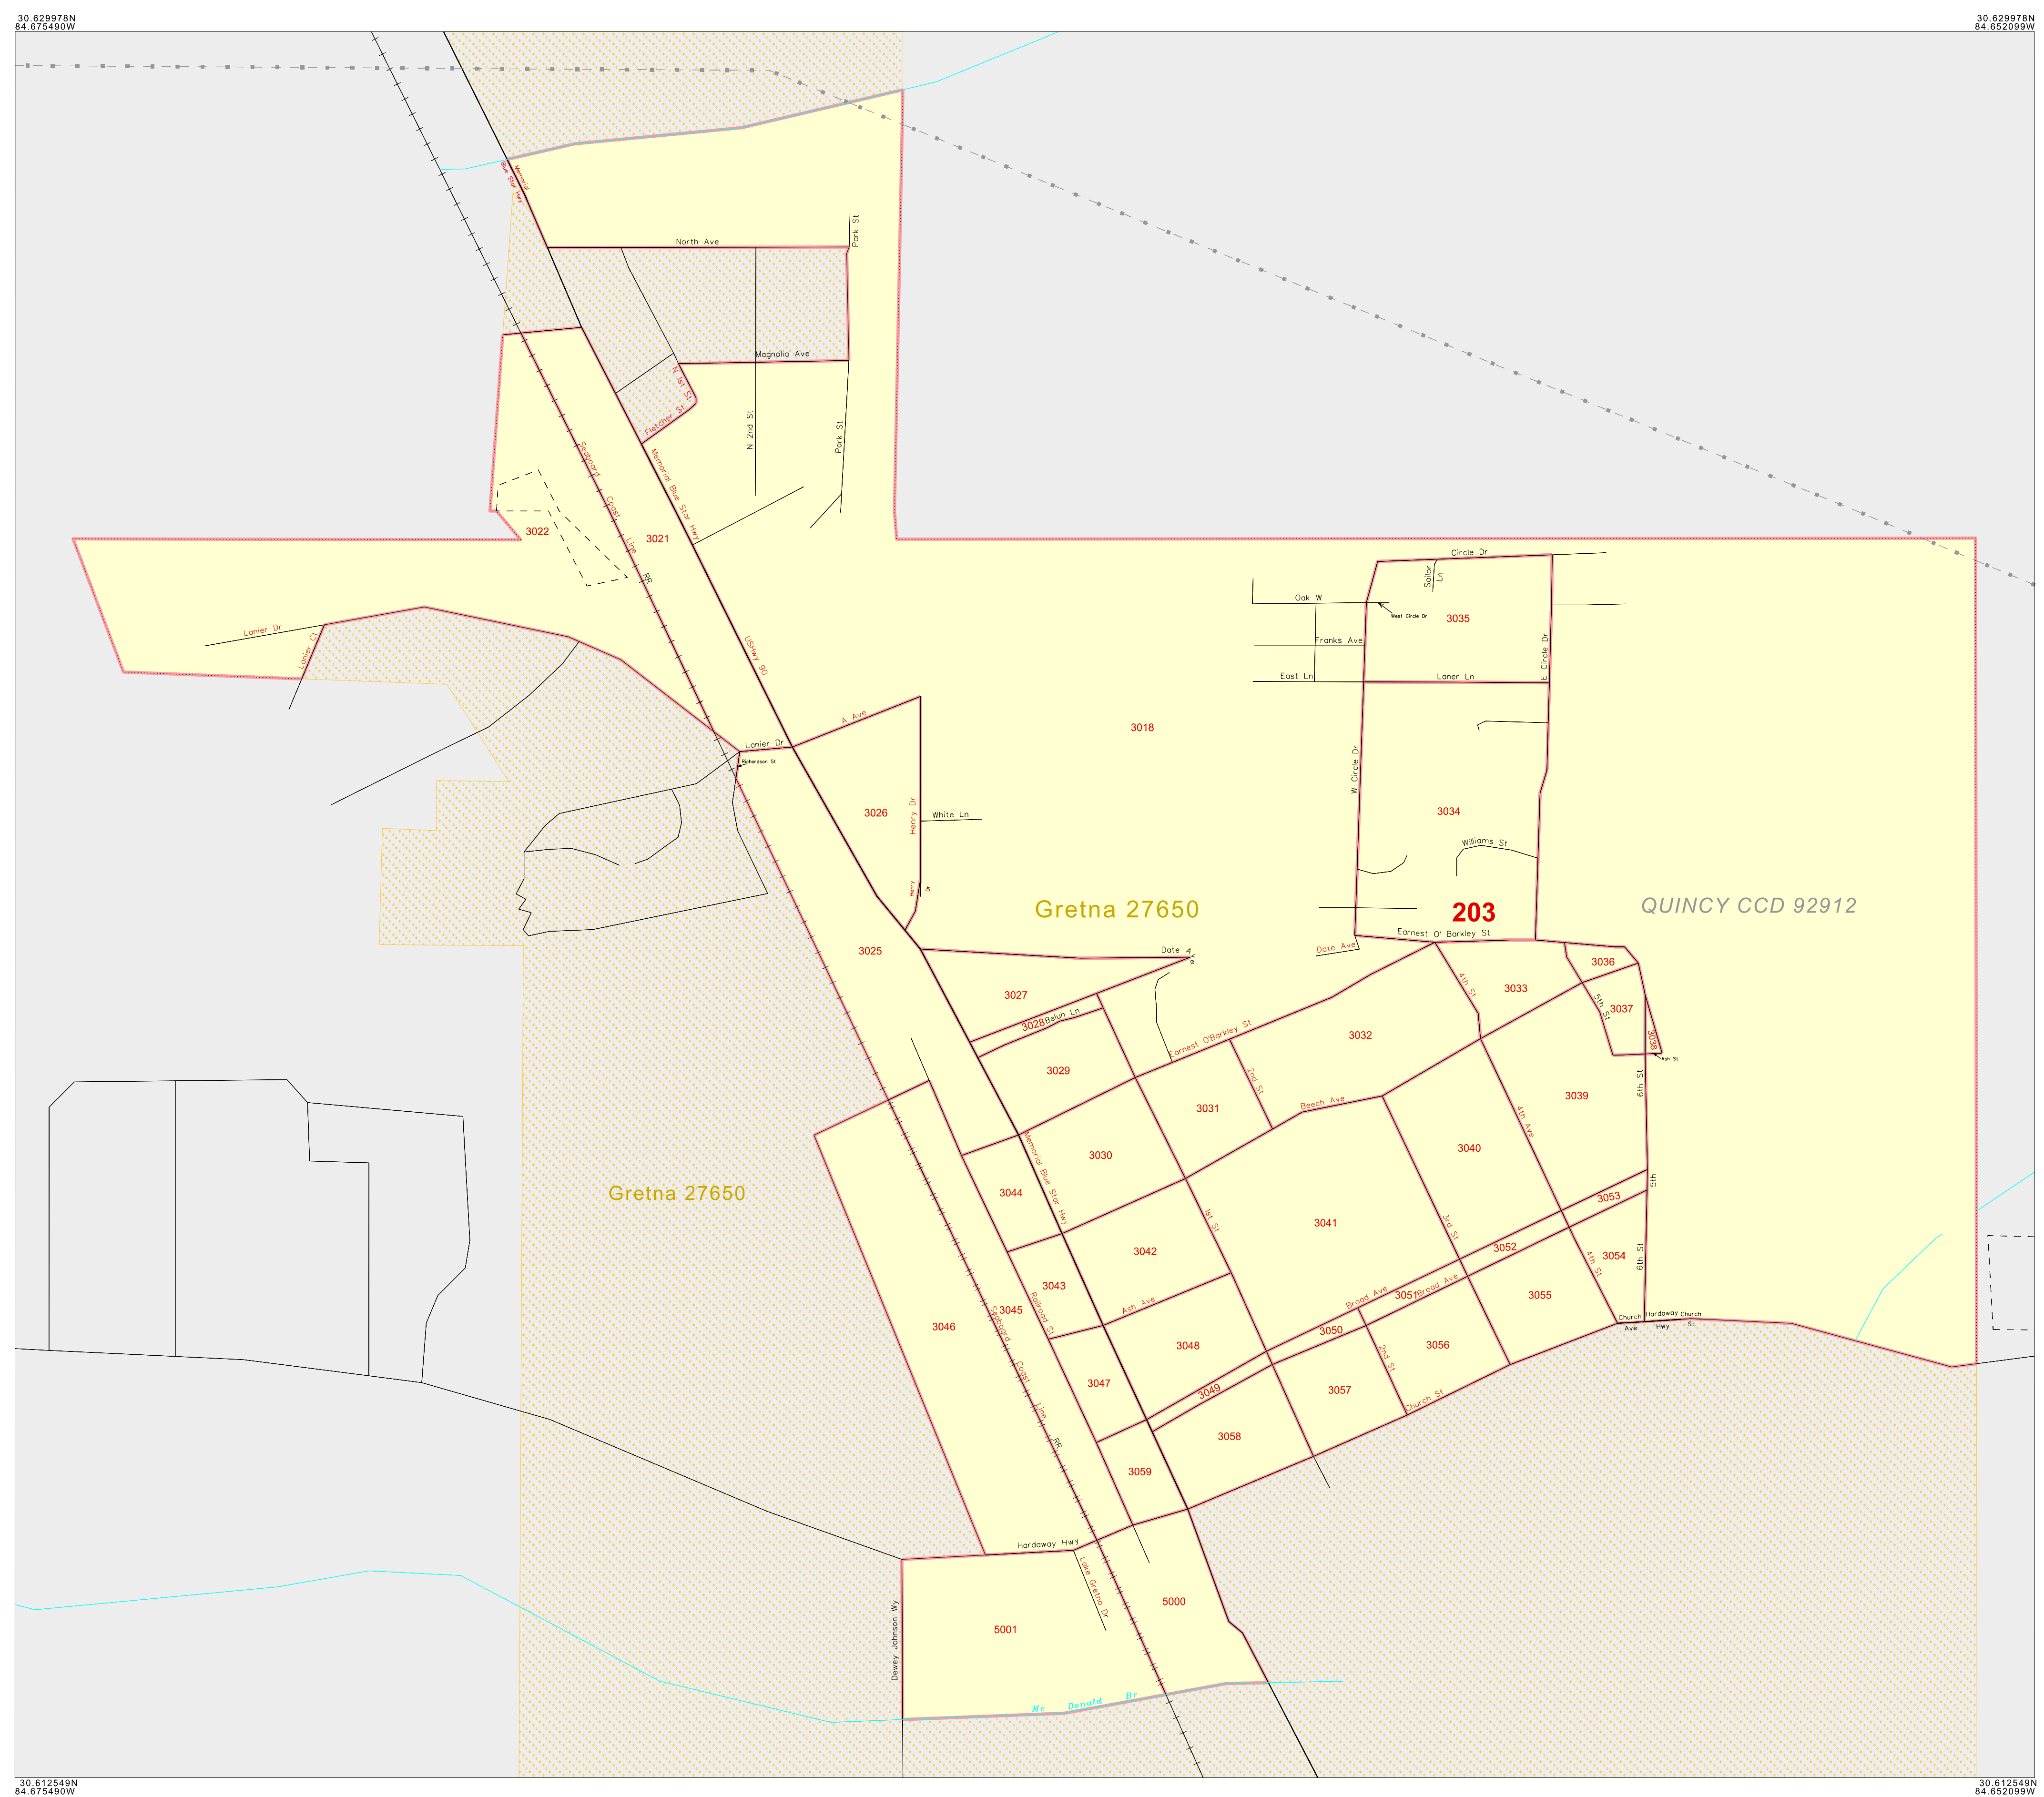 30.629978N
84.675490W
30.629978N
84.652099W
Memorial
Blue Star Hwy
North Ave
Park St
Magnolia Ave
N 1st St
Fletcher St
N 2nd St
Park St
Memorial Blue Star Hwy
Seaboard Coast Line RR
3022
3021
Circle Dr
Sailor Ln
Oak W
West Circle Dr
3035
Franks Ave
E Circle Dr
East Ln
Laner Ln
Lanier Dr
Lanier Ct
USHwy 90
A Ave
3018
Lanier Dr
Richardson St
W Circle Dr
3026
Henry Dr
White Ln
3034
Williams St
Henry Dr
Gretna 27650
203
QUINCY CCD 92912
Earnest O' Barkley St
3025
Date Ave
Date Ave
3036
3027
4th St
3033
5th St
3037
3028
Beluh Ln
3038
Ash St
Earnest O'Barkley St
3032
3029
2nd St
6th St
3031
Beech Ave
3039
4th Ave
Memorial Blue Star Hwy
3030
3040
5th
Gretna 27650
3044
1st St
3041
3rd St
3053
3042
3052
3054
6th St
4th St
3043
Railroad St
3045
Ash Ave
Broad Ave
3051
Broad Ave
3055
3046
Seaboard Coast Line RR
3050
3048
3056
2nd St
Church Ave
Hardaway Hwy
Church St
3047
3049
3057
Church St
3058
3059
Hardaway Hwy
Lake Gretna Dr
5000
Dewey Johnson Wy
5001
Mc Donald Br
30.612549N
84.675490W
30.612549N
84.652099W